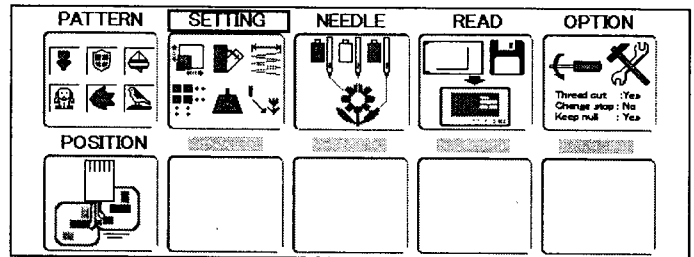 PATTERN SETTING NEEDLE READ OPTION
Thread cut :Yes
Change stop : No
Keep null : Yes
POSITION